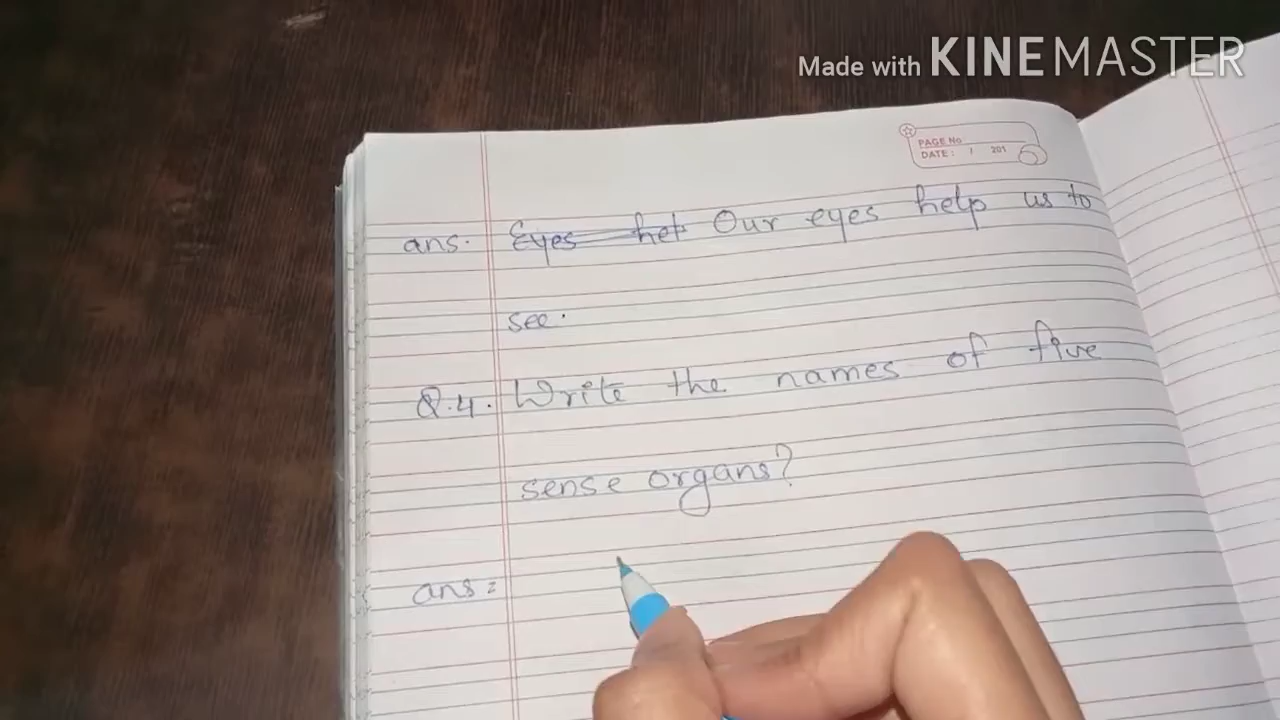 Made with KINEMASTER
PAGE No
DATE : / 201
ans. Eyes het Our eyes help us to
see.
Q.4. Write the names of five
sense organs?
ans =